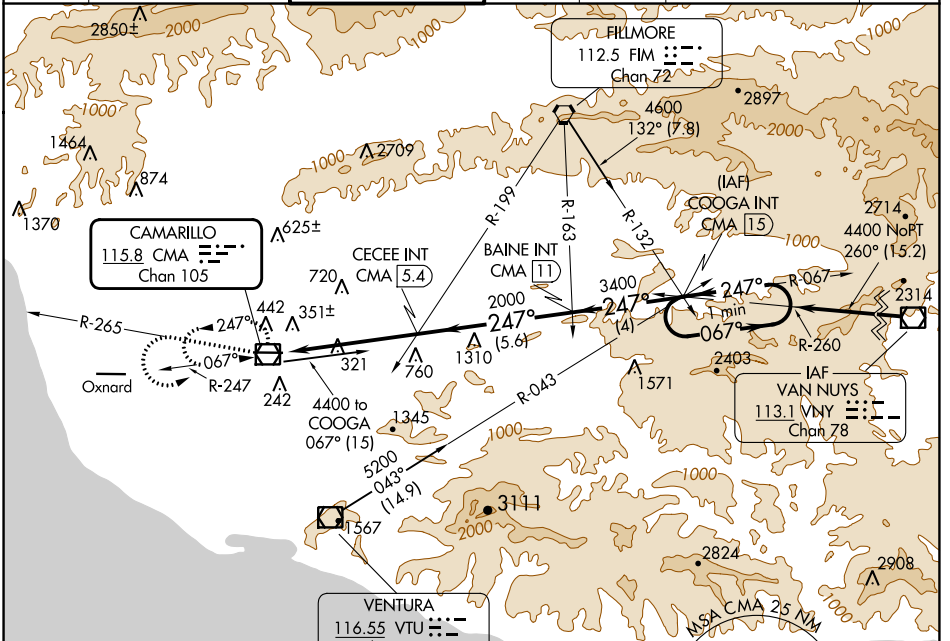 2850±
2000
1000
FILLMORE
112.5 FIM
Chan 72
1000
1000
4600
132° (7.8)
2897
2000
1464
874
1370
1000
2709
R-199
R-163
R-132
(IAF)
COOGA INT
CMA 15
2714
4400 NoPT
260° (15.2)
CAMARILLO
115.8 CMA
Chan 105
625±
CECEE INT
CMA 5.4
BAINE INT
CMA 11
1000
720
3400
2000
247°
(5.6)
247°
(4)
247°
1 min
067°
R-067
2314
R-265
442
351±
247°
067°
R-247
321
760
1310
R-260
Oxnard
242
4400 to
COOGA
067° (15)
R-043
1571
2403
IAF
VAN NUYS
113.1 VNY
Chan 78
1345
1000
5200
043°
(14.9)
1000
1567
3111
2000
2824
2908
VENTURA
116.55 VTU
MSA CMA 25 NM